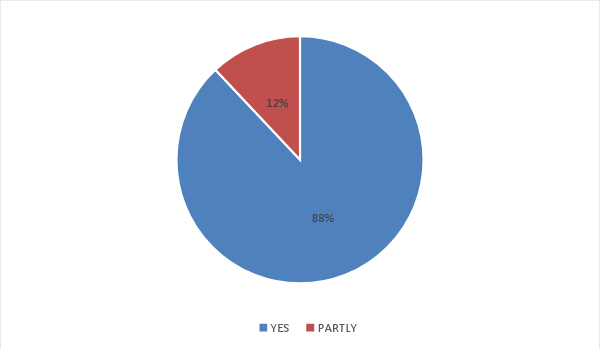 12%
88%
YES PARTLY